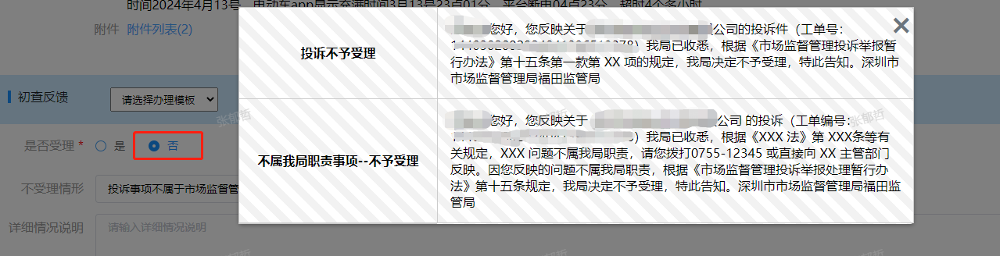 时间2024年4月13号，电动车app显示充满时间3月13号23点01分，平台断电04点23分，超时4个多小时
附件 附件列表(2)
初查反馈 请选择办理模板
是否受理 * 是 否
不受理情形 投诉事项不属于市场监督管
详细情况说明 请输入详细情况说明
投诉不予受理
您好，您反映关于 公司的投诉件（工单号：
）我局已收悉，根据《市场监督管理投诉举报暂
行办法》第十五条第一款第 XX 项的规定，我局决定不予受理，特此告知。深圳市
市场监督管理局福田监管局
不属我局职责事项--不予受理
您好，您反映关于 公司 的投诉（工单编号：
）我局已收悉，根据《XXX 法》第 XXX条等有
关规定，XXX 问题不属我局职责，请您拨打0755-12345 或直接向 XX 主管部门
反映。因您反映的问题不属我局职责，根据《市场监督管理投诉举报处理暂行办
法》第十五条规定，我局决定不予受理，特此告知。深圳市市场监督管理局福田监
管局
张郁哲
张郁哲
张郁哲
张郁哲